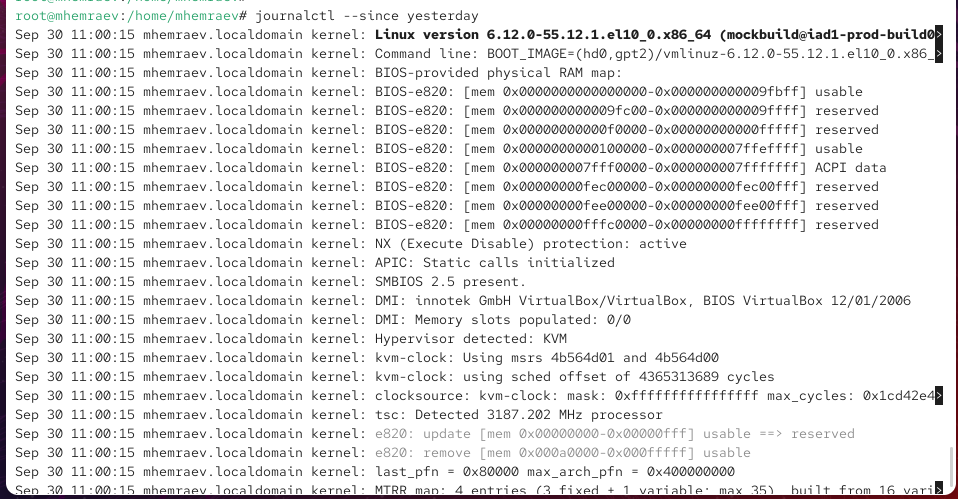 root@mhemraev:/home/mhemraev#
root@mhemraev:/home/mhemraev# journalctl --since yesterday
Sep 30 11:00:15 mhemraev.localdomain kernel: Linux version 6.12.0-55.12.1.el10_0.x86_64 (mockbuild@iad1-prod-build0>
Sep 30 11:00:15 mhemraev.localdomain kernel: Command line: BOOT_IMAGE=(hd0,gpt2)/vmlinuz-6.12.0-55.12.1.el10_0.x86_>
Sep 30 11:00:15 mhemraev.localdomain kernel: BIOS-provided physical RAM map:
Sep 30 11:00:15 mhemraev.localdomain kernel: BIOS-e820: [mem 0x0000000000000000-0x000000000009fbff] usable
Sep 30 11:00:15 mhemraev.localdomain kernel: BIOS-e820: [mem 0x000000000009fc00-0x000000000009ffff] reserved
Sep 30 11:00:15 mhemraev.localdomain kernel: BIOS-e820: [mem 0x00000000000f0000-0x00000000000fffff] reserved
Sep 30 11:00:15 mhemraev.localdomain kernel: BIOS-e820: [mem 0x0000000000100000-0x000000007ffeffff] usable
Sep 30 11:00:15 mhemraev.localdomain kernel: BIOS-e820: [mem 0x000000007fff0000-0x000000007fffffff] ACPI data
Sep 30 11:00:15 mhemraev.localdomain kernel: BIOS-e820: [mem 0x00000000fec00000-0x00000000fec00fff] reserved
Sep 30 11:00:15 mhemraev.localdomain kernel: BIOS-e820: [mem 0x00000000fee00000-0x00000000fee00fff] reserved
Sep 30 11:00:15 mhemraev.localdomain kernel: BIOS-e820: [mem 0x00000000fffc0000-0x00000000ffffffff] reserved
Sep 30 11:00:15 mhemraev.localdomain kernel: NX (Execute Disable) protection: active
Sep 30 11:00:15 mhemraev.localdomain kernel: APIC: Static calls initialized
Sep 30 11:00:15 mhemraev.localdomain kernel: SMBIOS 2.5 present.
Sep 30 11:00:15 mhemraev.localdomain kernel: DMI: innotek GmbH VirtualBox/VirtualBox, BIOS VirtualBox 12/01/2006
Sep 30 11:00:15 mhemraev.localdomain kernel: DMI: Memory slots populated: 0/0
Sep 30 11:00:15 mhemraev.localdomain kernel: Hypervisor detected: KVM
Sep 30 11:00:15 mhemraev.localdomain kernel: kvm-clock: Using msrs 4b564d01 and 4b564d00
Sep 30 11:00:15 mhemraev.localdomain kernel: kvm-clock: using sched offset of 4365313689 cycles
Sep 30 11:00:15 mhemraev.localdomain kernel: clocksource: kvm-clock: mask: 0xffffffffffffffff max_cycles: 0x1cd42e4>
Sep 30 11:00:15 mhemraev.localdomain kernel: tsc: Detected 3187.202 MHz processor
Sep 30 11:00:15 mhemraev.localdomain kernel: e820: update [mem 0x00000000-0x00000fff] usable ==> reserved
Sep 30 11:00:15 mhemraev.localdomain kernel: e820: remove [mem 0x000a0000-0x000fffff] usable
Sep 30 11:00:15 mhemraev.localdomain kernel: last_pfn = 0x80000 max_arch_pfn = 0x400000000
Sep 30 11:00:15 mhemraev.localdomain kernel: MTRR map: 4 entries (3 fixed + 1 variable; max 35), built from 16 varia>